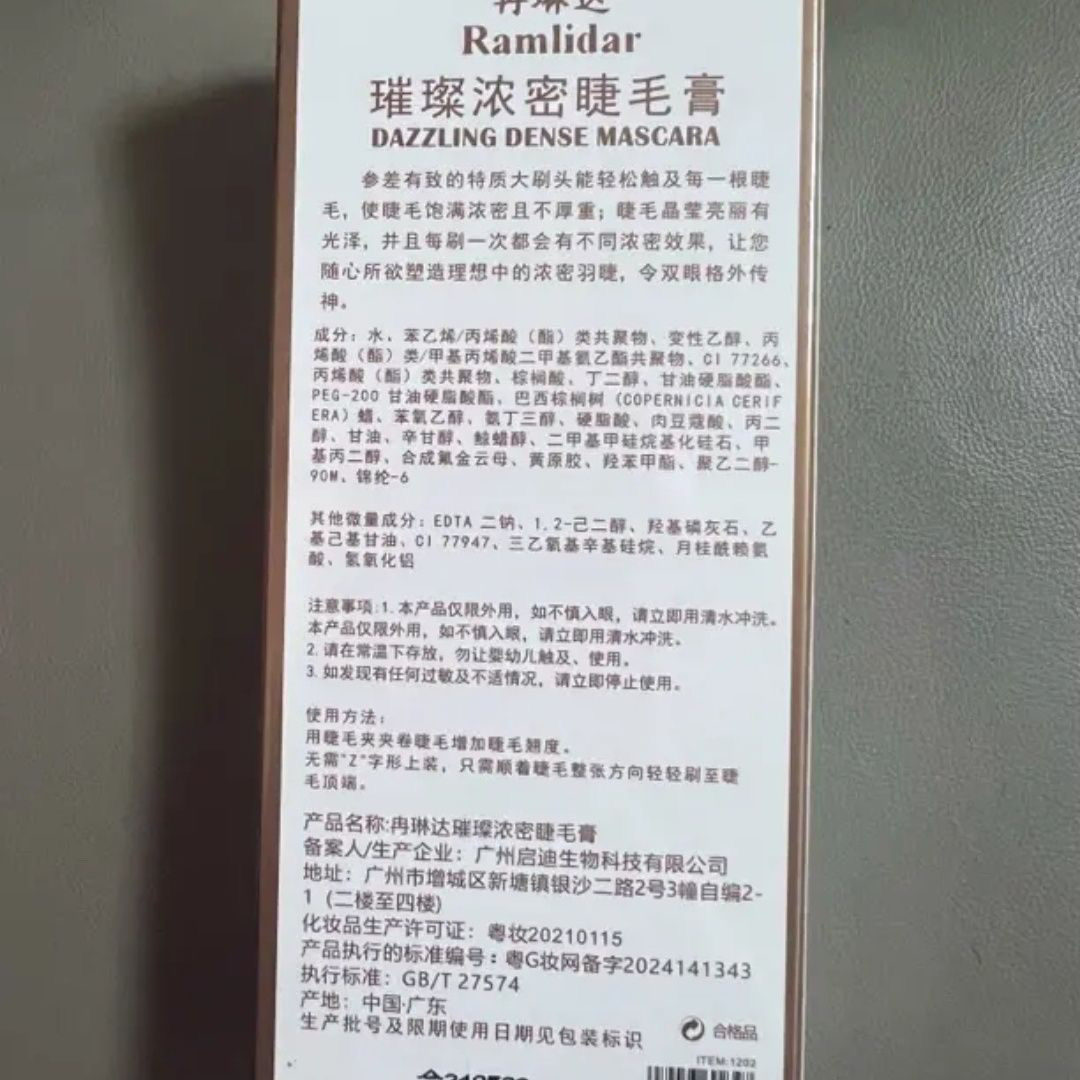 冉琳达
Ramlidar
璀璨浓密睫毛膏
DAZZLING DENSE MASCARA
参差有致的特质大刷头能轻松触及每一根睫
毛，使睫毛饱满浓密且不厚重；睫毛晶莹亮丽有
光泽，并且每刷一次都会有不同浓密效果，让您
随心所欲塑造理想中的浓密羽睫，令双眼格外传
神。
成分：水、苯乙烯/丙烯酸（酯）类共聚物、变性乙醇、丙
烯酸（酯）类/甲基丙烯酸二甲基氨乙酯共聚物、CI 77266、
丙烯酸（酯）类共聚物、棕榈酸、丁二醇、甘油硬脂酸酯、
PEG-200 甘油硬脂酸酯、巴西棕榈树（COPERNICIA CERIF
ERA）蜡、苯氧乙醇、氨丁三醇、硬脂酸、肉豆蔻酸、丙二
醇、甘油、辛甘醇、鲸蜡醇、二甲基甲硅烷基化硅石、甲
基丙二醇、合成氟金云母、黄原胶、羟苯甲酯、聚乙二醇-
90M、锦纶-6
其他微量成分：EDTA 二钠、1,2-己二醇、羟基磷灰石、乙
基己基甘油、CI 77947、三乙氧基辛基硅烷、月桂酰赖氨
酸、氢氧化铝
注意事项:1.本产品仅限外用，如不慎入眼，请立即用清水冲洗。
本产品仅限外用，如不慎入眼，请立即用清水冲洗。
2.请在常温下存放，勿让婴幼儿触及、使用。
3.如发现有任何过敏及不适情况，请立即停止使用。
使用方法：
用睫毛夹夹卷睫毛增加睫毛翘度。
无需"Z"字形上装，只需顺着睫毛整张方向轻轻刷至睫
毛顶端。
产品名称:冉琳达璀璨浓密睫毛膏
备案人/生产企业：广州启迪生物科技有限公司
地址：广州市增城区新塘镇银沙二路2号3幢自编2-
1（二楼至四楼）
化妆品生产许可证：粤妆20210115
产品执行的标准编号：粤G妆网备字2024141343
执行标准：GB/T 27574
产地：中国·广东
生产批号及限期使用日期见包装标识
合格品
ITEM:1202